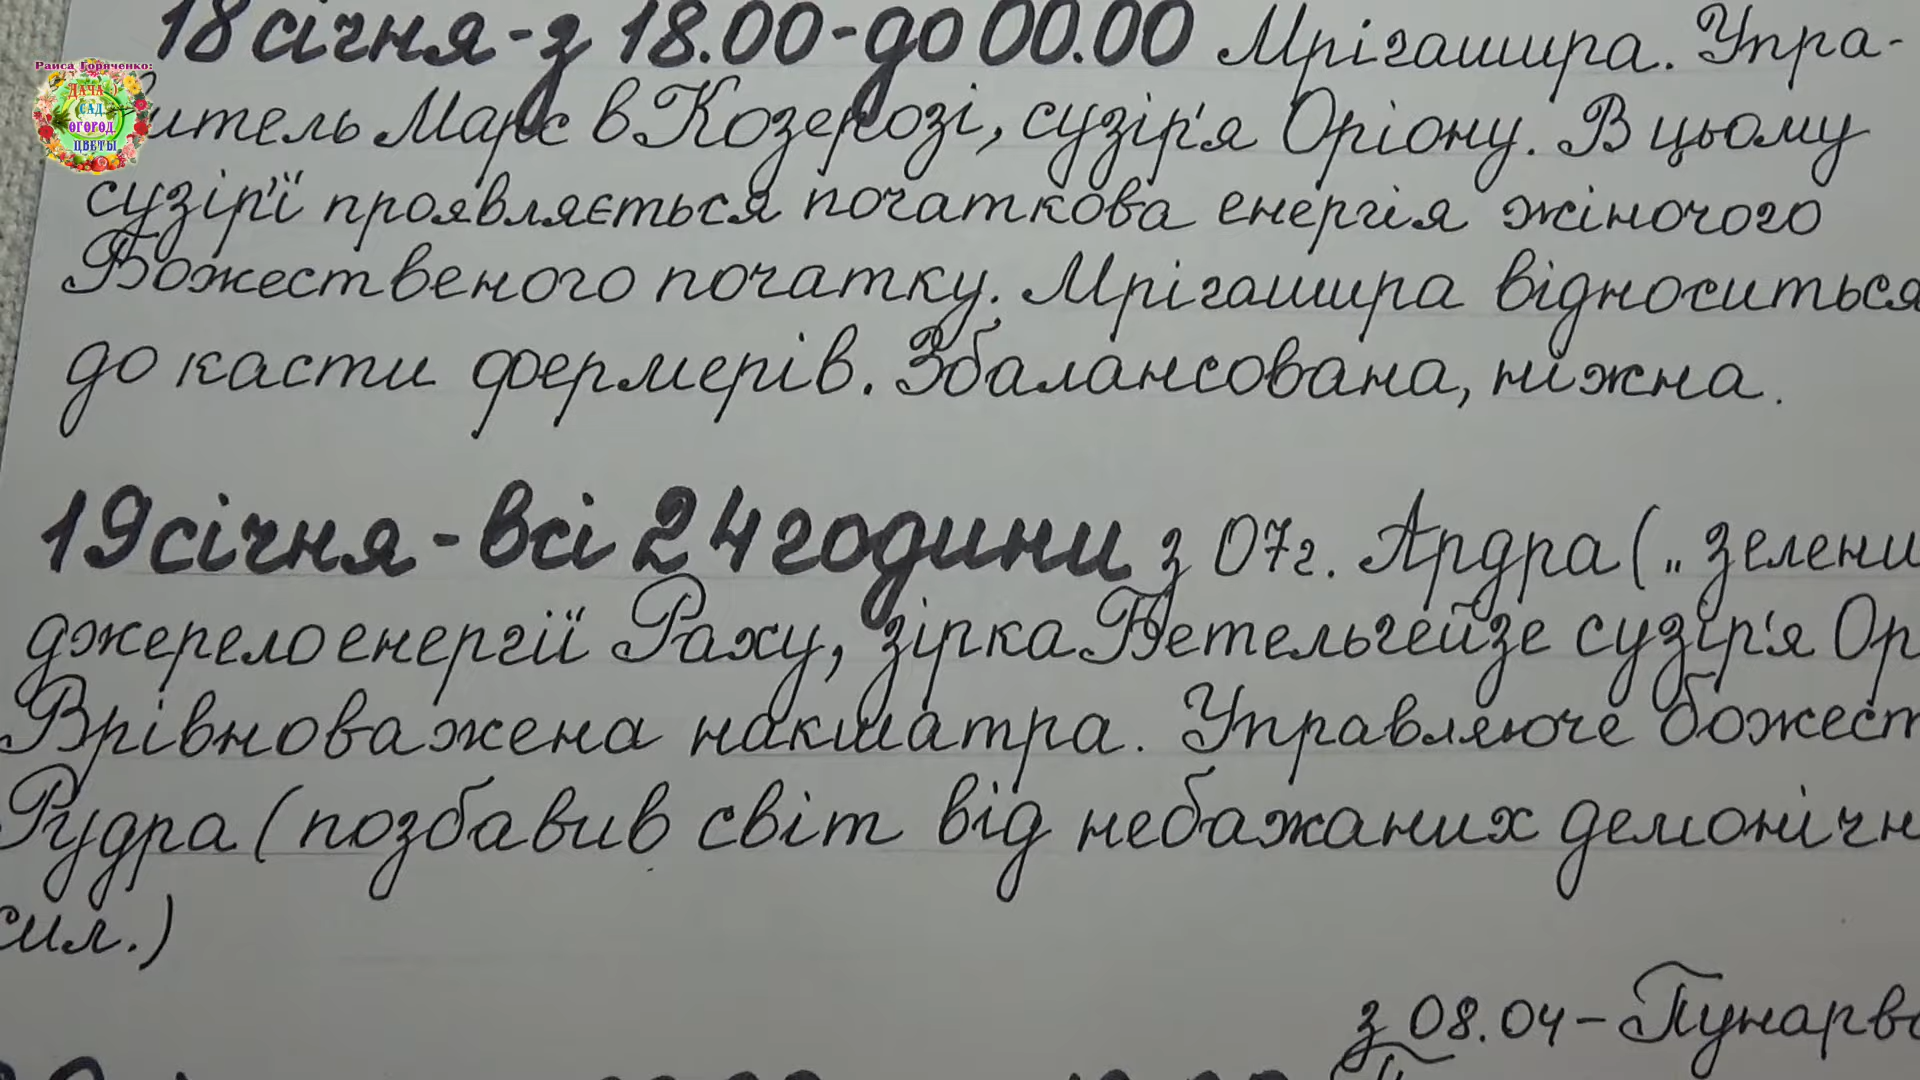 18 січня - з 18.00 - до 00.00 Мрігашира. Упра-
витель Марс в Козерозі, сузір'я Оріону. В цьому
сузір'ї проявляється початкова енергія жіночого
Божественого початку. Мрігашира відноситься
до касти фермерів. Збалансована, ніжна.
19 січня - всі 24 години з 07г. Ардра („зелени
джерело енергії Раху, зірка Бетельгейзе сузір'я Ор
Врівноважена накшатра. Управляюче божест
Рудра (позбавив світ від небажаних демонічн
сил.)
з 08.04 - Пунарв
Раиса Горяченко:
ДАЧА
САД
ОГОРОД
ЦВЕТЫ